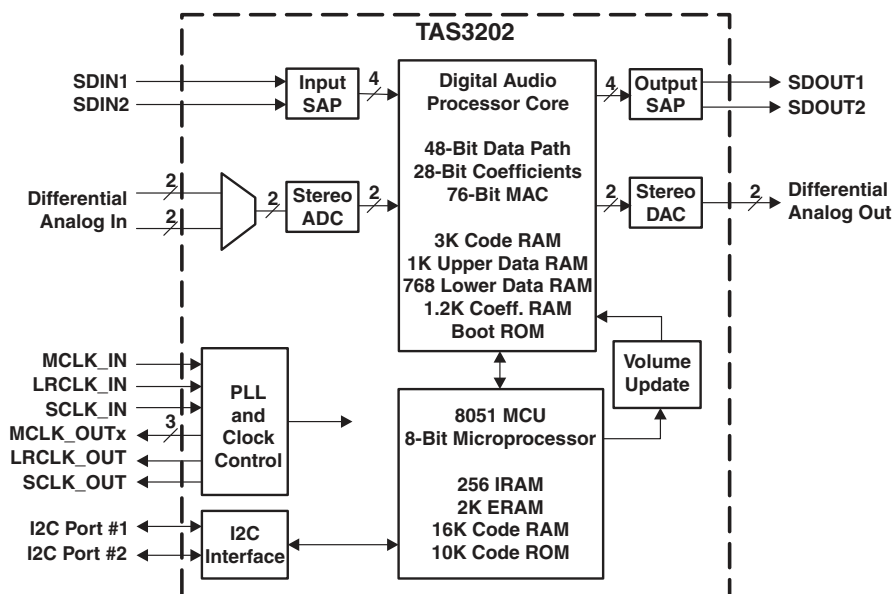 TAS3202
SDIN1
SDIN2
Input
SAP
4
Digital Audio
Processor Core
48-Bit Data Path
28-Bit Coefficients
76-Bit MAC
3K Code RAM
1K Upper Data RAM
768 Lower Data RAM
1.2K Coeff. RAM
Boot ROM
4
Output
SAP
SDOUT1
SDOUT2
Differential
Analog In
2
2
2
Stereo
ADC
2
2
Stereo
DAC
2
Differential
Analog Out
MCLK_IN
LRCLK_IN
SCLK_IN
MCLK_OUTx
3
LRCLK_OUT
SCLK_OUT
PLL
and
Clock
Control
Volume
Update
8051 MCU
8-Bit Microprocessor
256 IRAM
2K ERAM
16K Code RAM
10K Code ROM
I2C Port #1
I2C Port #2
I2C
Interface